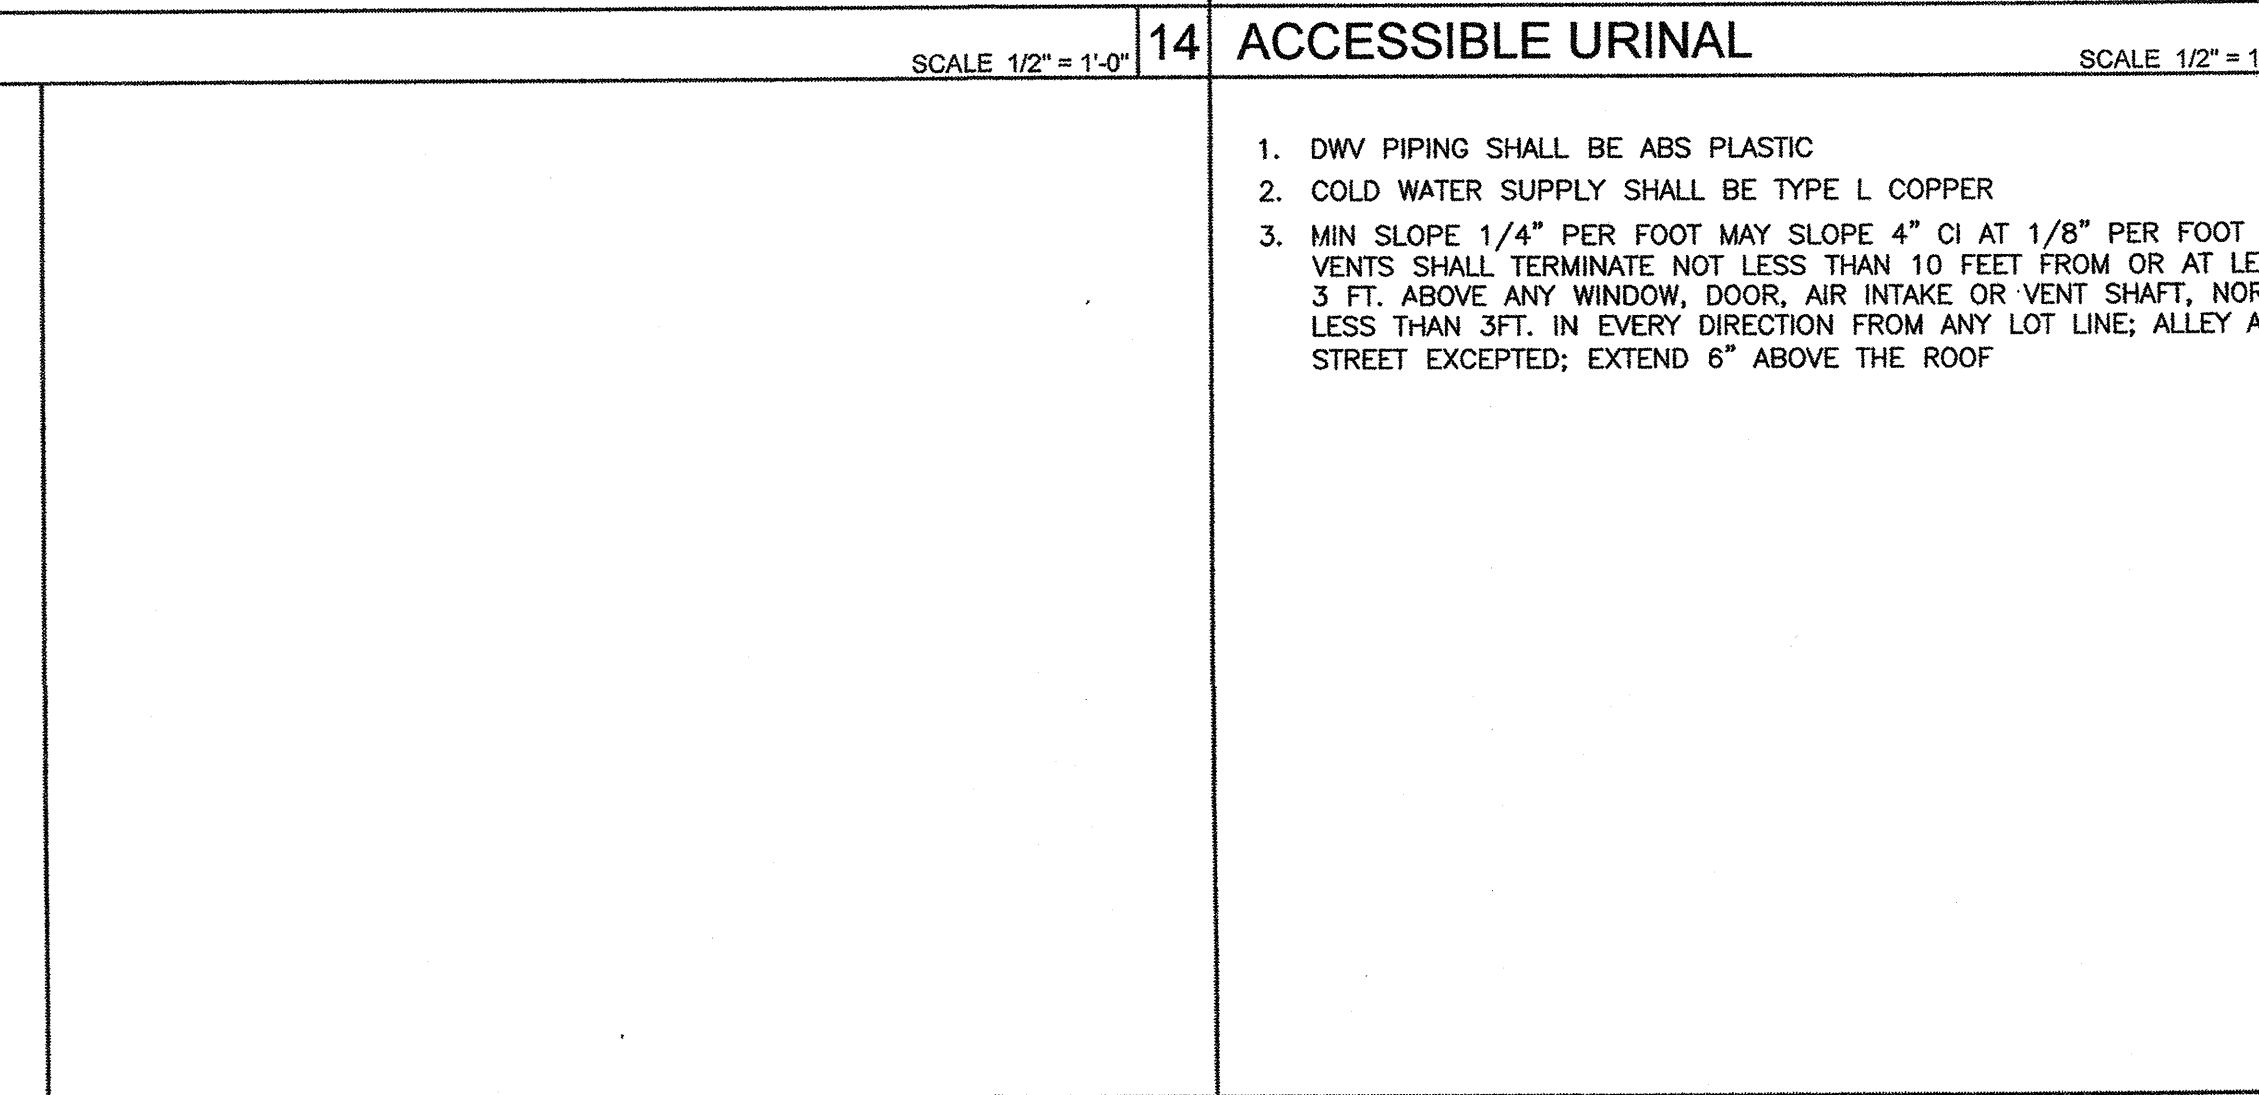 SCALE 1/2" = 1'-0"
14
ACCESSIBLE URINAL
SCALE 1/2" = 1
1. DWV PIPING SHALL BE ABS PLASTIC
2. COLD WATER SUPPLY SHALL BE TYPE L COPPER
3. MIN SLOPE 1/4" PER FOOT MAY SLOPE 4" CI AT 1/8" PER FOOT
VENTS SHALL TERMINATE NOT LESS THAN 10 FEET FROM OR AT
3 FT. ABOVE ANY WINDOW, DOOR, AIR INTAKE OR VENT SHAFT, NOR
LESS THAN 3FT. IN EVERY DIRECTION FROM ANY LOT LINE; ALLEY
STREET EXCEPTED; EXTEND 6" ABOVE THE ROOF